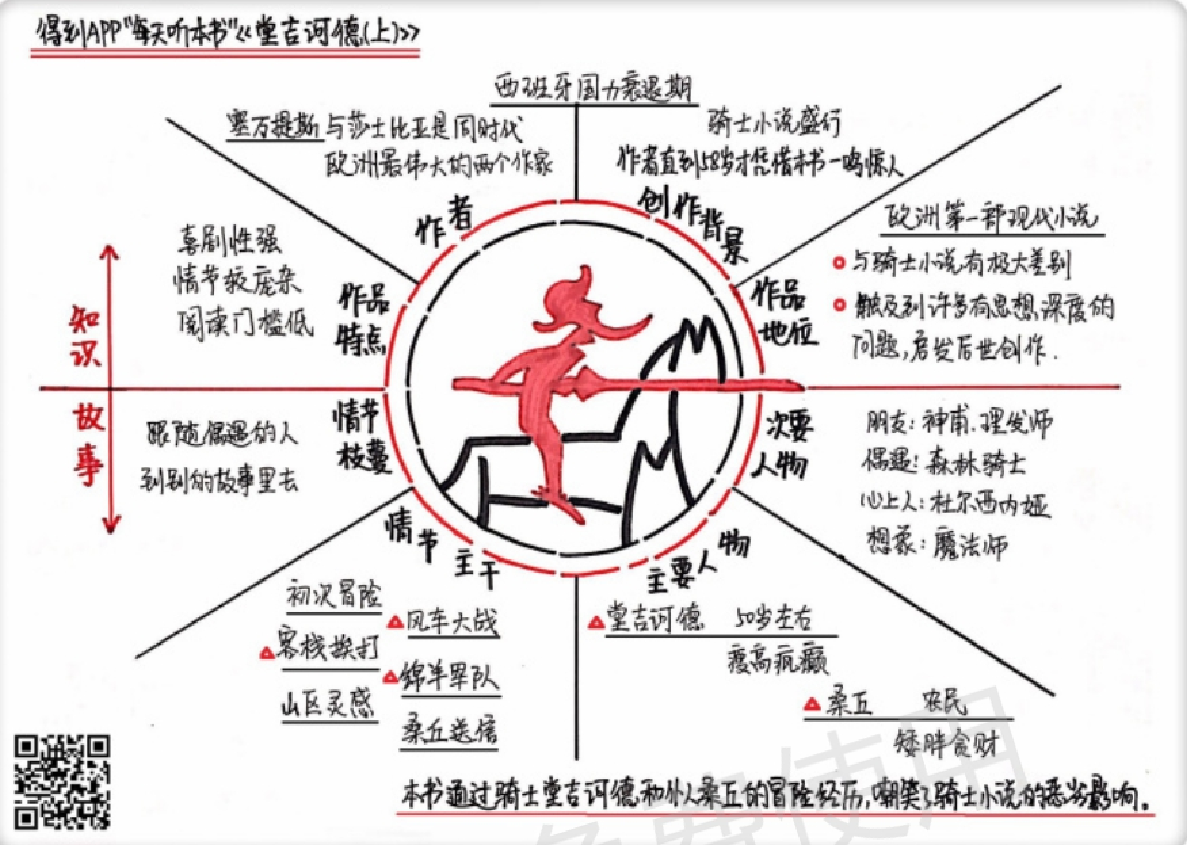 得到APP"每天听本书"《堂吉诃德(上)》
西班牙国力衰退期
骑士小说盛行
作者直到58岁才凭借本书一鸣惊人
塞万提斯与莎士比亚是同时代
欧洲最伟大的两个作家
作者
创作背景
欧洲第一部现代小说
与骑士小说有极大差别
触及到许多有思想深度的
问题,启发后世创作.
喜剧性强
情节较庞杂
阅读门槛低
作品
特点
作品
地位
知识
故事
跟随偶遇的人
到别的故事里去
情节
枝蔓
次要
人物
朋友:神甫.理发师
偶遇:森林骑士
心上人:杜尔西内娅
想象:魔法师
情节主干
主要人物
初次冒险
风车大战
客栈挨打
绵羊军队
山区灵感
桑丘送信
堂吉诃德 50岁左右
瘦高疯癫
桑丘 农民
矮胖贪财
本书通过骑士堂吉诃德和仆人桑丘的冒险经历,嘲笑了骑士小说的恶劣影响。
免费使用